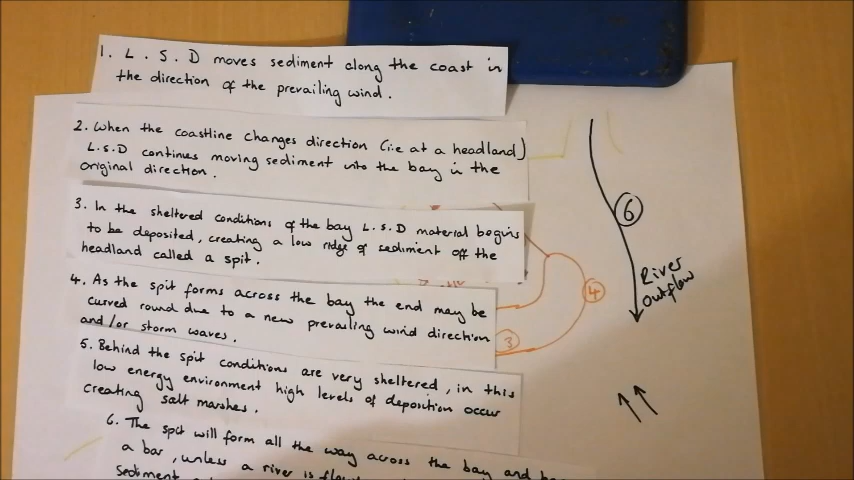 1. L.S.D moves sediment along the coast in
the direction of the prevailing wind.
2. When the coastline changes direction (i.e at a headland)
L.S.D continues moving sediment into the bay in the
original direction.
3. In the sheltered conditions of the bay L.S.D material begins
to be deposited, creating a low ridge of sediment off the
headland called a spit.
4. As the spit forms across the bay the end may be
curved round due to a new prevailing wind direction
and/or storm waves.
5. Behind the spit conditions are very sheltered, in this
low energy environment high levels of deposition occur
creating salt marshes.
6. The spit will form all the way across the bay and
a bar, unless a river is
sediment
6
River
Outflow
4
3